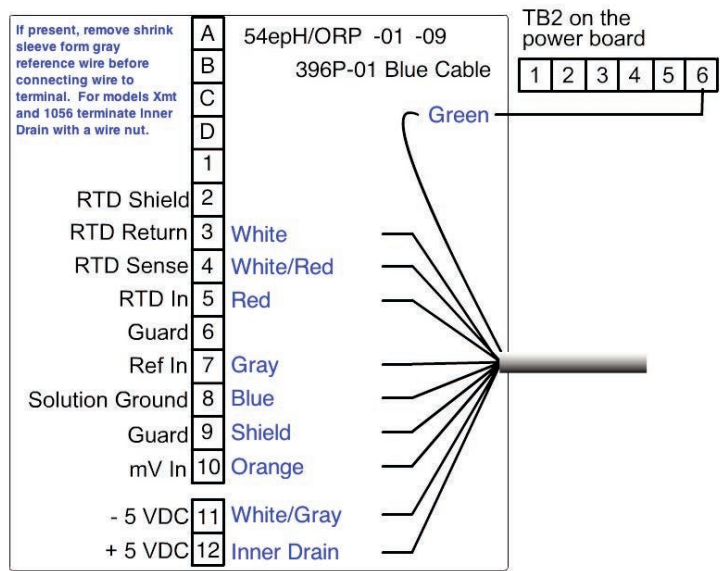 If present, remove shrink
sleeve form gray
reference wire before
connecting wire to
terminal. For models Xmt
and 1056 terminate Inner
Drain with a wire nut.
54epH/ORP -01 -09
396P-01 Blue Cable
TB2 on the
power board
1 2 3 4 5 6
Green
A
B
C
D
1
RTD Shield 2
RTD Return 3 White
RTD Sense 4 White/Red
RTD In 5 Red
Guard 6
Ref In 7 Gray
Solution Ground 8 Blue
Guard 9 Shield
mV In 10 Orange
- 5 VDC 11 White/Gray
+ 5 VDC 12 Inner Drain